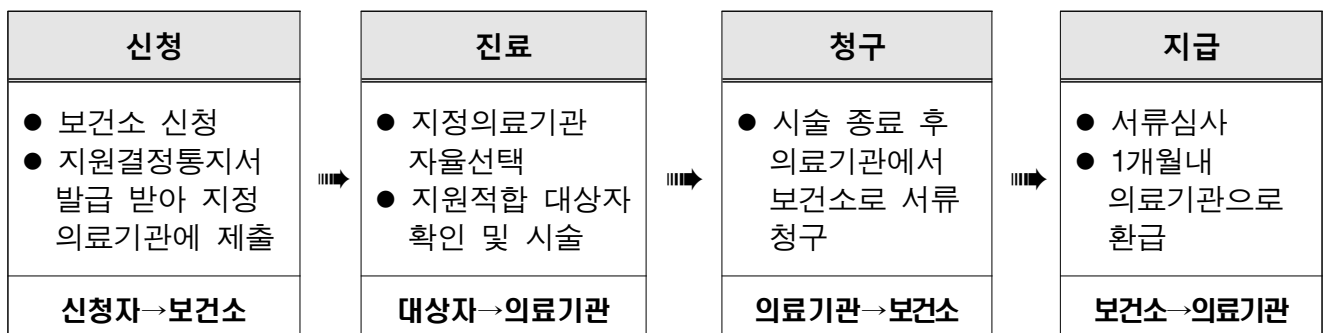 신청
● 보건소 신청
● 지원결정통지서
발급 받아 지정
의료기관에 제출
신청자→보건소
➠
진료
● 지정의료기관
자율선택
● 지원적합 대상자
확인 및 시술
대상자→의료기관
➠
청구
● 시술 종료 후
의료기관에서
보건소로 서류
청구
의료기관→보건소
➠
지급
● 서류심사
● 1개월내
의료기관으로
환급
보건소→의료기관